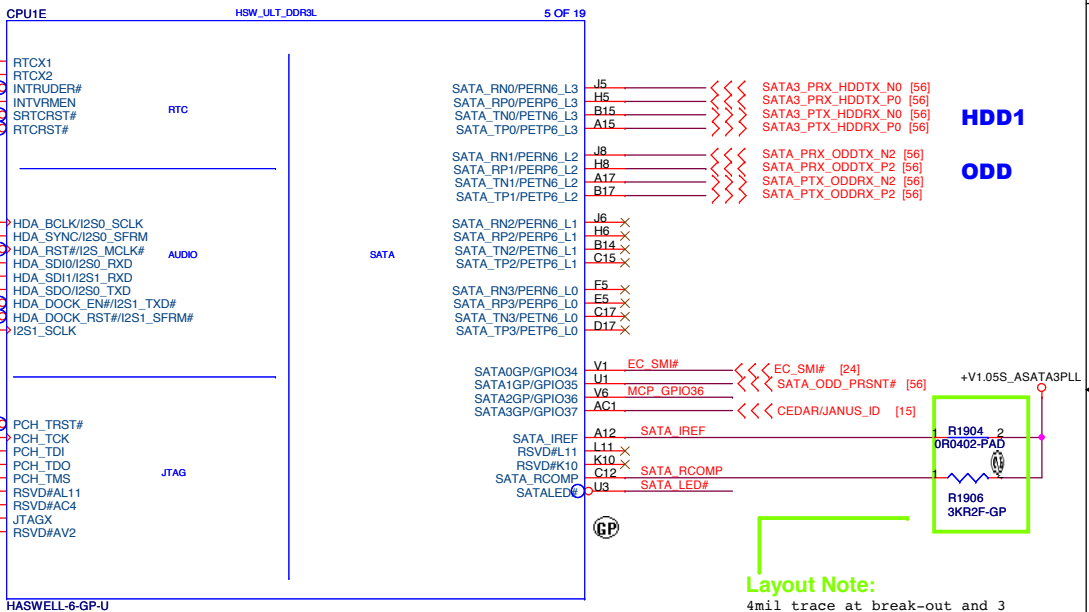 CPU1E HSW_ULT_DDR3L 5 OF 19
RTCX1
RTCX2
INTRUDER#
INTVRMEN
SRTCRST#
RTCRST#
RTC
HDA_BCLK/I2S0_SCLK
HDA_SYNC/I2S0_SFRM
HDA_RST#/I2S_MCLK#
HDA_SDI0/I2S0_RXD
HDA_SDI1/I2S1_RXD
HDA_SDO/I2S0_TXD
HDA_DOCK_EN#/I2S1_TXD#
HDA_DOCK_RST#/I2S1_SFRM#
I2S1_SCLK
AUDIO
PCH_TRST#
PCH_TCK
PCH_TDI
PCH_TDO
PCH_TMS
RSVD#AL11
RSVD#AC4
JTAGX
RSVD#AV2
JTAG
SATA
SATA_RN0/PERN6_L3 J5 SATA3_PRX_HDDTX_N0 [56]
SATA_RP0/PERP6_L3 H5 SATA3_PRX_HDDTX_P0 [56]
SATA_TN0/PETN6_L3 B15 SATA3_PTX_HDDRX_N0 [56]
SATA_TP0/PETP6_L3 A15 SATA3_PTX_HDDRX_P0 [56]
HDD1
SATA_RN1/PERN6_L2 J8 SATA_PRX_ODDTX_N2 [56]
SATA_RP1/PERP6_L2 H8 SATA_PRX_ODDTX_P2 [56]
SATA_TN1/PETN6_L2 A17 SATA_PTX_ODDRX_N2 [56]
SATA_TP1/PETP6_L2 B17 SATA_PTX_ODDRX_P2 [56]
ODD
SATA_RN2/PERN6_L1 J6
SATA_RP2/PERP6_L1 H6
SATA_TN2/PETN6_L1 B14
SATA_TP2/PETP6_L1 C15
SATA_RN3/PERN6_L0 F5
SATA_RP3/PERP6_L0 E5
SATA_TN3/PETN6_L0 C17
SATA_TP3/PETP6_L0 D17
SATA0GP/GPIO34 V1 EC_SMI# EC_SMI# [24]
SATA1GP/GPIO35 U1 SATA_ODD_PRSNT# [56]
SATA2GP/GPIO36 V6 MCP_GPIO36
SATA3GP/GPIO37 AC1 CEDAR/JANUS_ID [15]
SATA_IREF A12 SATA_IREF
RSVD#L11 L11
RSVD#K10 K10
SATA_RCOMP C12 SATA_RCOMP
SATALED# U3 SATA_LED#
+V1.05S_ASATA3PLL
1 R1904 2
0R0402-PAD
1
R1906
3KR2F-GP
GP
Layout Note:
4mil trace at break-out and 3
HASWELL-6-GP-U